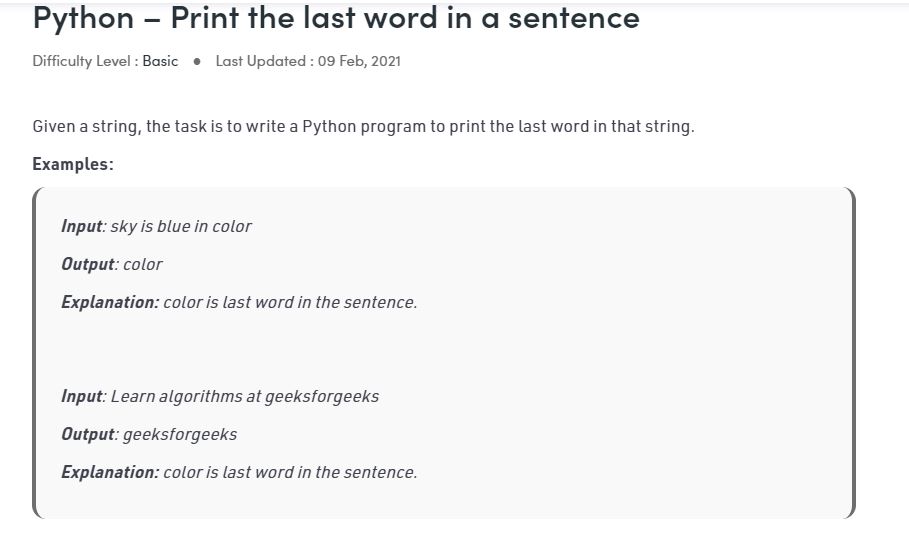 Python – Print the last word in a sentence
Difficulty Level : Basic ● Last Updated : 09 Feb, 2021
Given a string, the task is to write a Python program to print the last word in that string.
Examples:
Input: sky is blue in color
Output: color
Explanation: color is last word in the sentence.
Input: Learn algorithms at geeksforgeeks
Output: geeksforgeeks
Explanation: color is last word in the sentence.